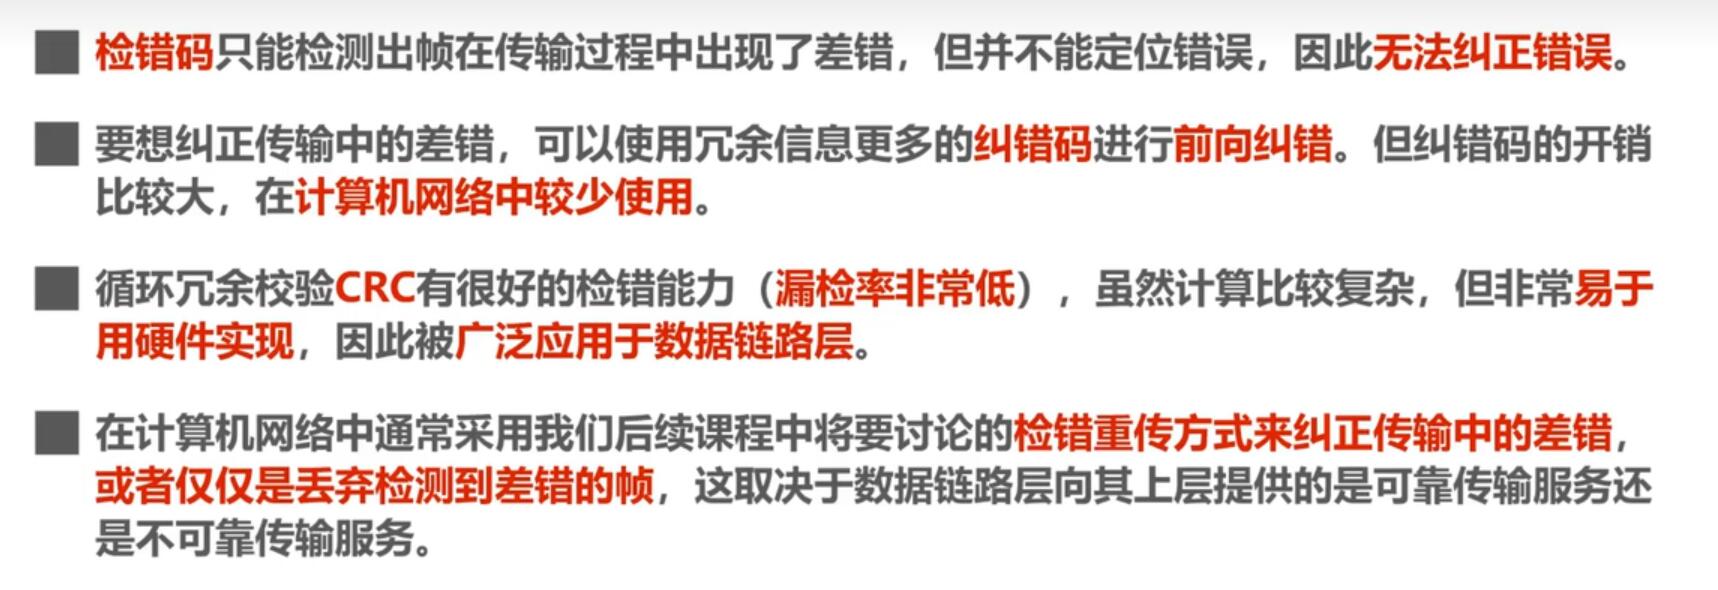 检错码只能检测出帧在传输过程中出现了差错，但并不能定位错误，因此无法纠正错误。
要想纠正传输中的差错，可以使用冗余信息更多的纠错码进行前向纠错。但纠错码的开销
比较大，在计算机网络中较少使用。
循环冗余校验CRC有很好的检错能力（漏检率非常低），虽然计算比较复杂，但非常易于
用硬件实现，因此被广泛应用于数据链路层。
在计算机网络中通常采用我们后续课程中将要讨论的检错重传方式来纠正传输中的差错，
或者仅仅是丢弃检测到差错的帧，这取决于数据链路层向其上层提供的是可靠传输服务还
是不可靠传输服务。